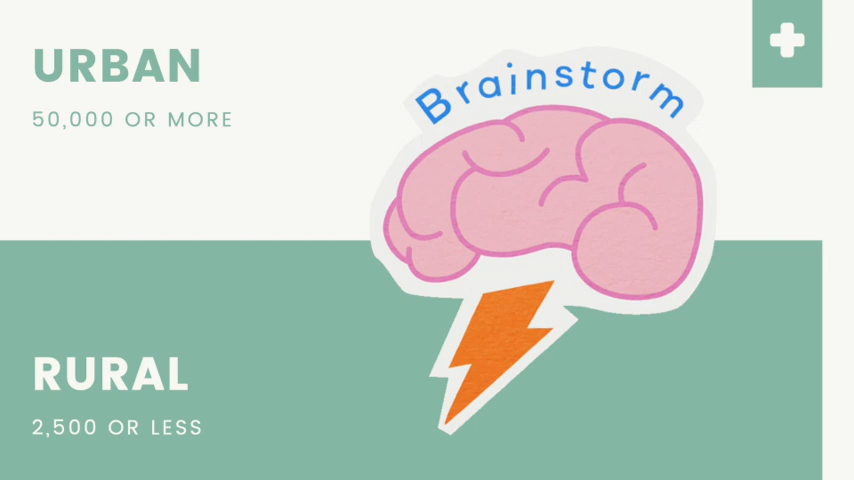 URBAN
50,000 OR MORE
Brainstorm
RURAL
2,500 OR LESS